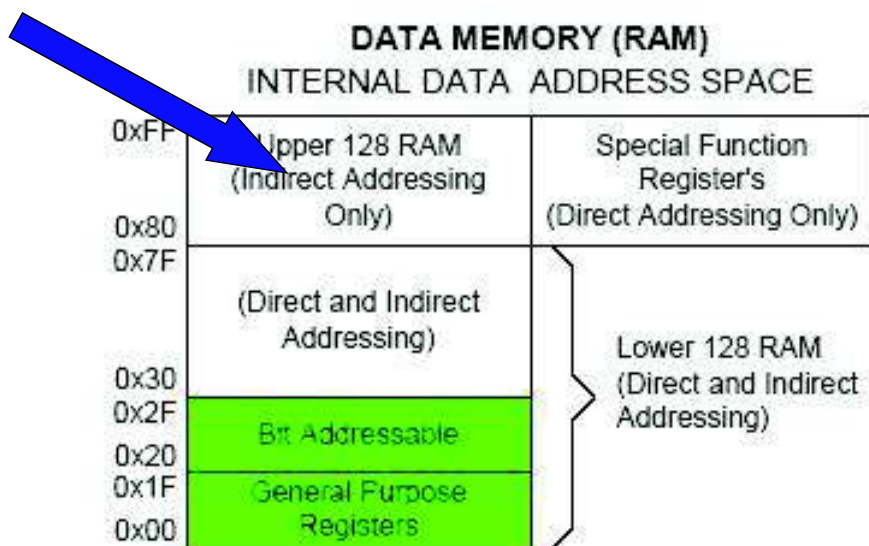 DATA MEMORY (RAM)
INTERNAL DATA ADDRESS SPACE
0xFF
Upper 128 RAM
(Indirect Addressing
Only)
0x80
Special Function
Register's
(Direct Addressing Only)
0x7F
(Direct and Indirect
Addressing)
0x30
Lower 128 RAM
(Direct and Indirect
Addressing)
0x2F
Bit Addressable
0x20
0x1F
General Purpose
Registers
0x00